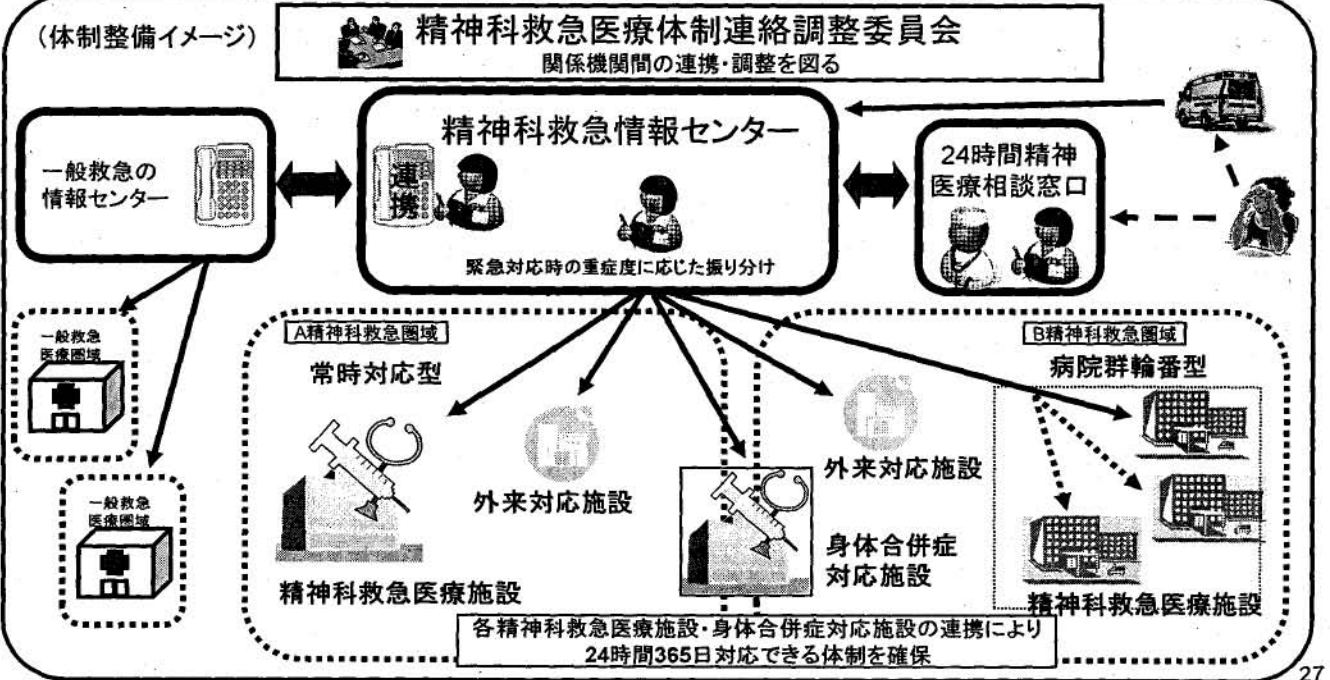 (体制整備イメージ)
精神科救急医療体制連絡調整委員会
関係機関間の連携・調整を図る
一般救急の
情報センター
精神科救急情報センター
連携
緊急対応時の重症度に応じた振り分け
24時間精神
医療相談窓口
一般救急
医療圏域
一般救急
医療圏域
A精神科救急圏域
常時対応型
外来対応施設
精神科救急医療施設
B精神科救急圏域
病院群輪番型
外来対応施設
身体合併症
対応施設
精神科救急医療施設
各精神科救急医療施設・身体合併症対応施設の連携により
24時間365日対応できる体制を確保
27